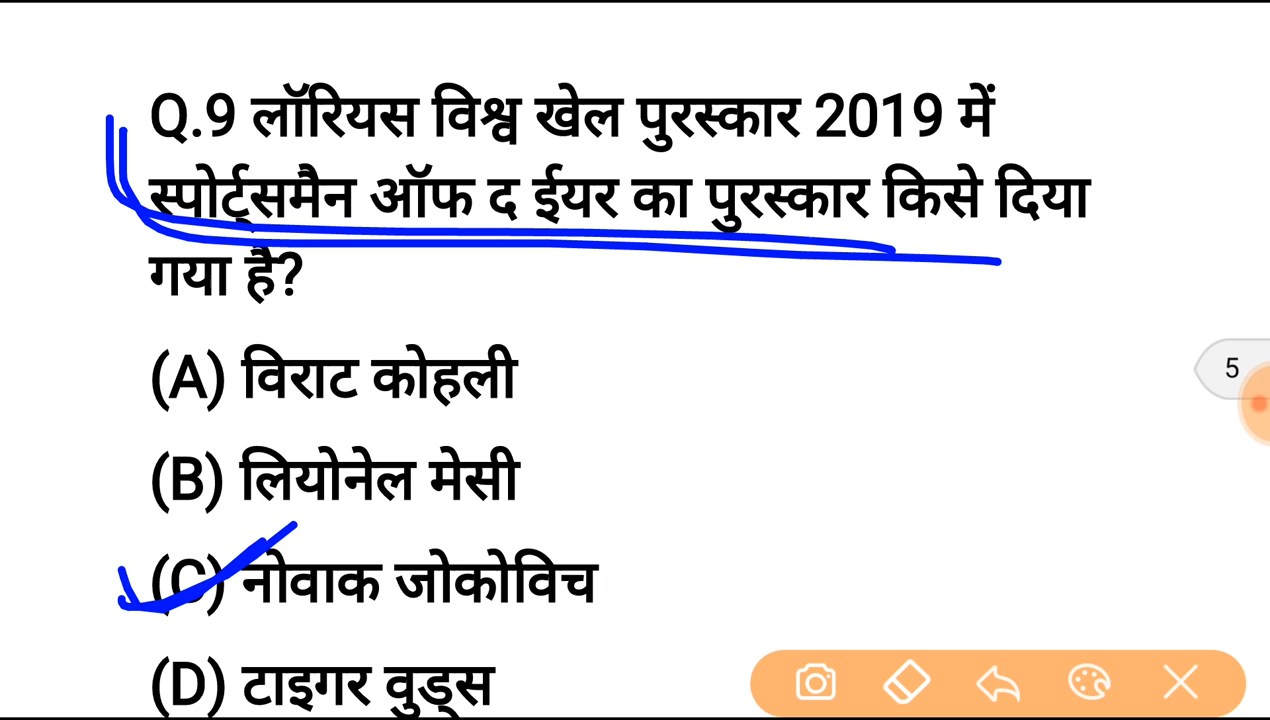 Q.9 लॉरियस विश्व खेल पुरस्कार 2019 में
स्पोर्ट्समैन ऑफ द ईयर का पुरस्कार किसे दिया
गया है?
(A) विराट कोहली
(B) लियोनेल मेसी
(C) नोवाक जोकोविच
(D) टाइगर वुड्स
5